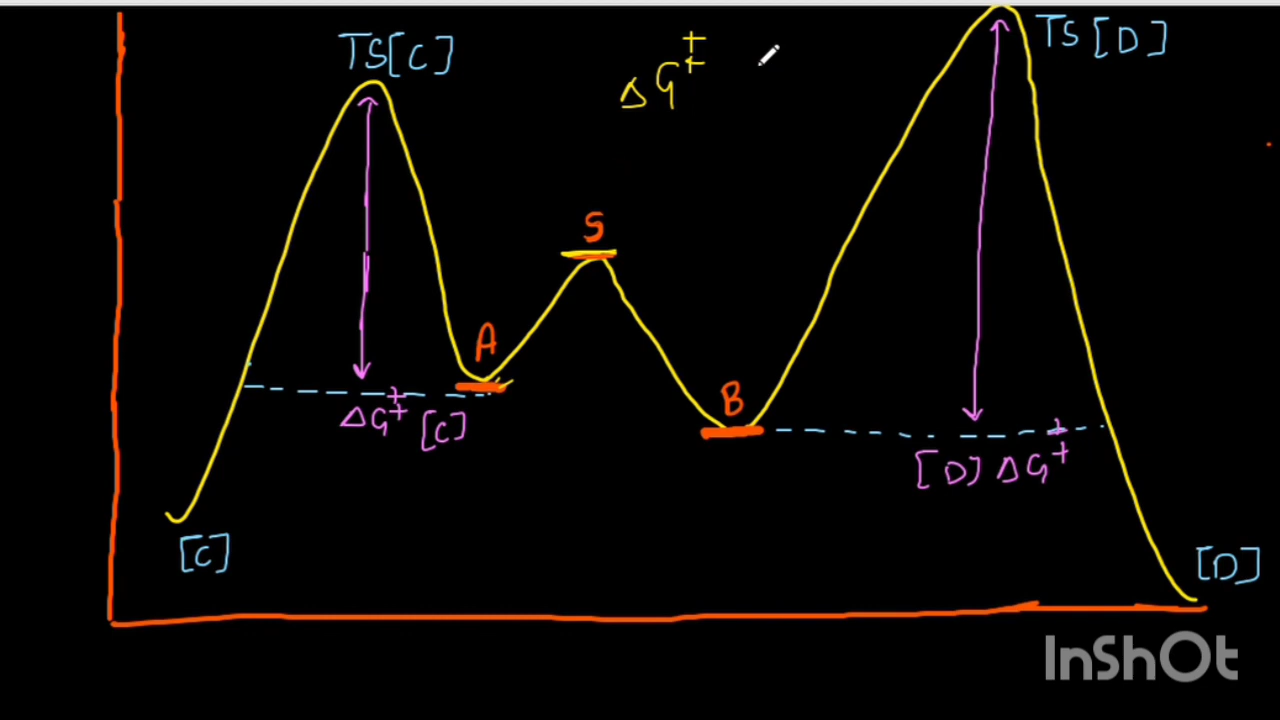 TS[C]
ΔG‡
TS[D]
S
A
B
ΔG‡ [C]
[D] ΔG‡
[C]
[D]
InShOt